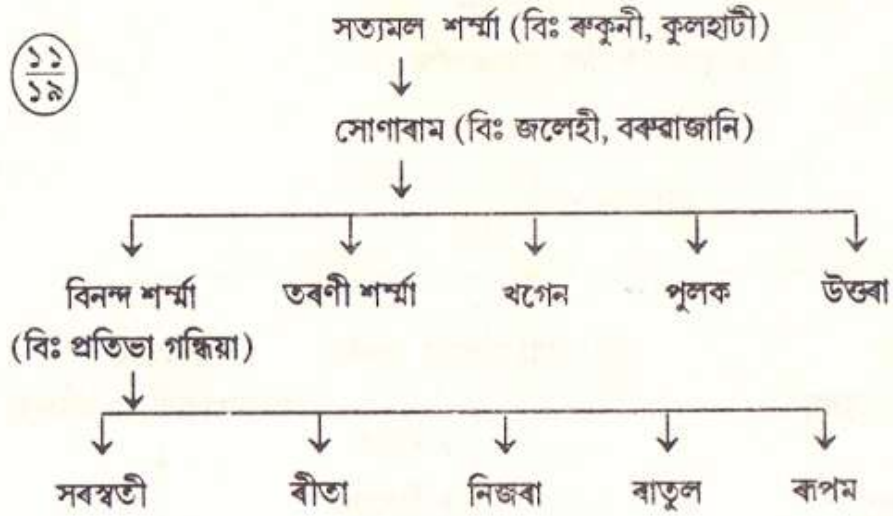 সত্যমল শৰ্ম্মা (বিঃ ৰুকুনী, কুলহাটী)
১১
১৯
সোণাৰাম (বিঃ জলেহী, বৰুৱাজানি)
বিনন্দ শৰ্ম্মা তৰণী শৰ্ম্মা খগেন পুলক উত্তৰা
(বিঃ প্ৰতিভা গন্ধিয়া)
সৰস্বতী ৰীতা নিজৰা ৰাতুল ৰূপম